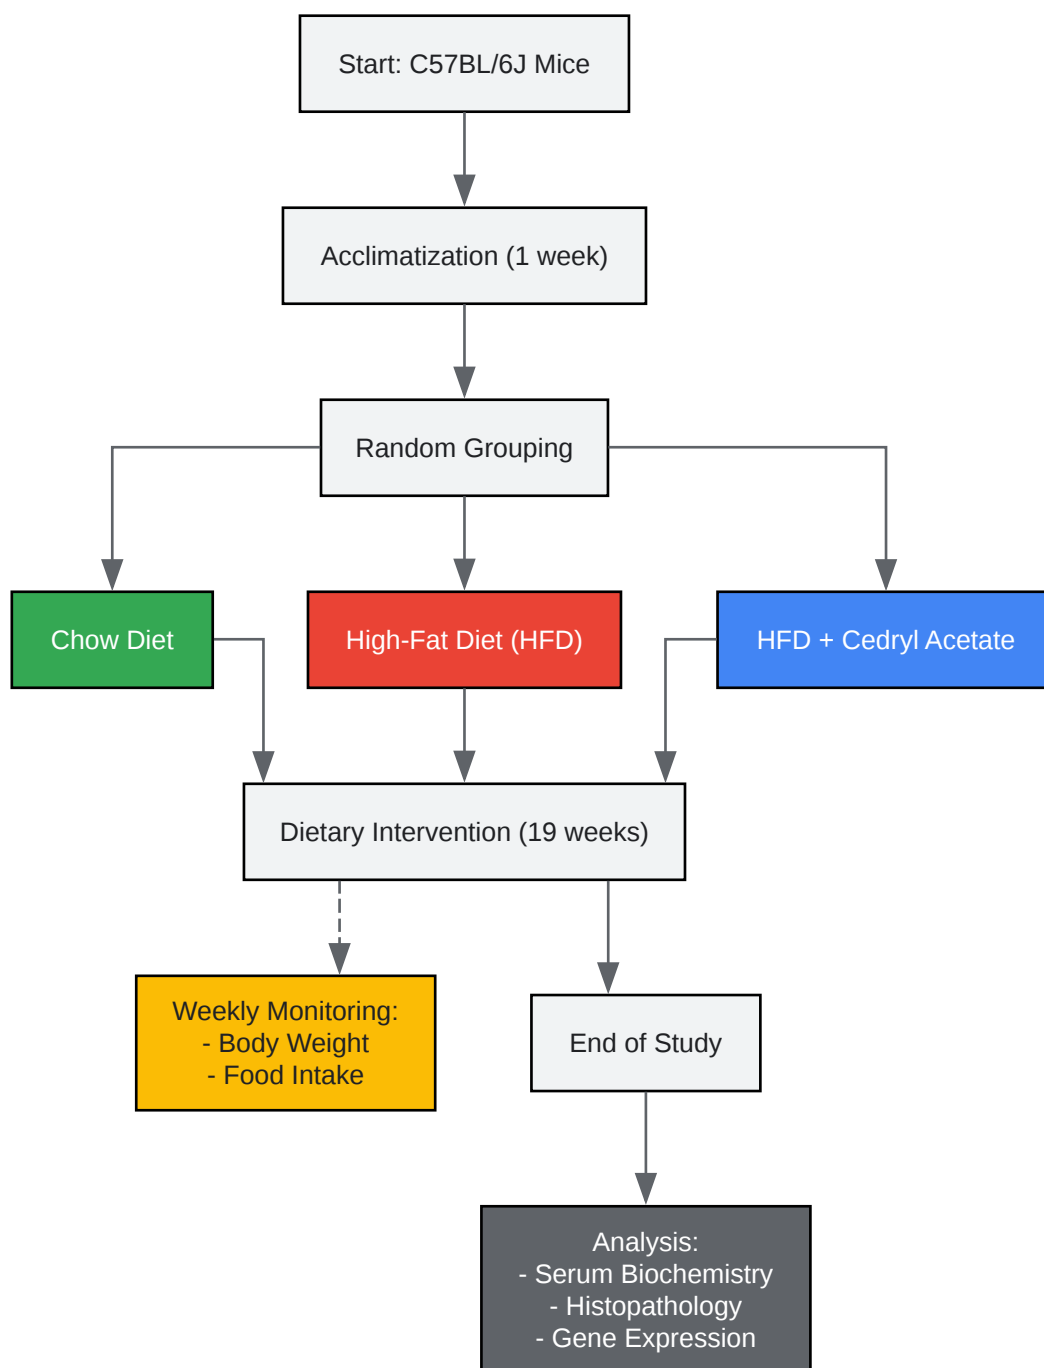 Start: C57BL/6J Mice
Acclimatization (1 week)
Random Grouping
Chow Diet
High-Fat Diet (HFD)
HFD + Cedryl Acetate
Dietary Intervention (19 weeks)
Weekly Monitoring:
- Body Weight
- Food Intake
End of Study
Analysis:
- Serum Biochemistry
- Histopathology
- Gene Expression